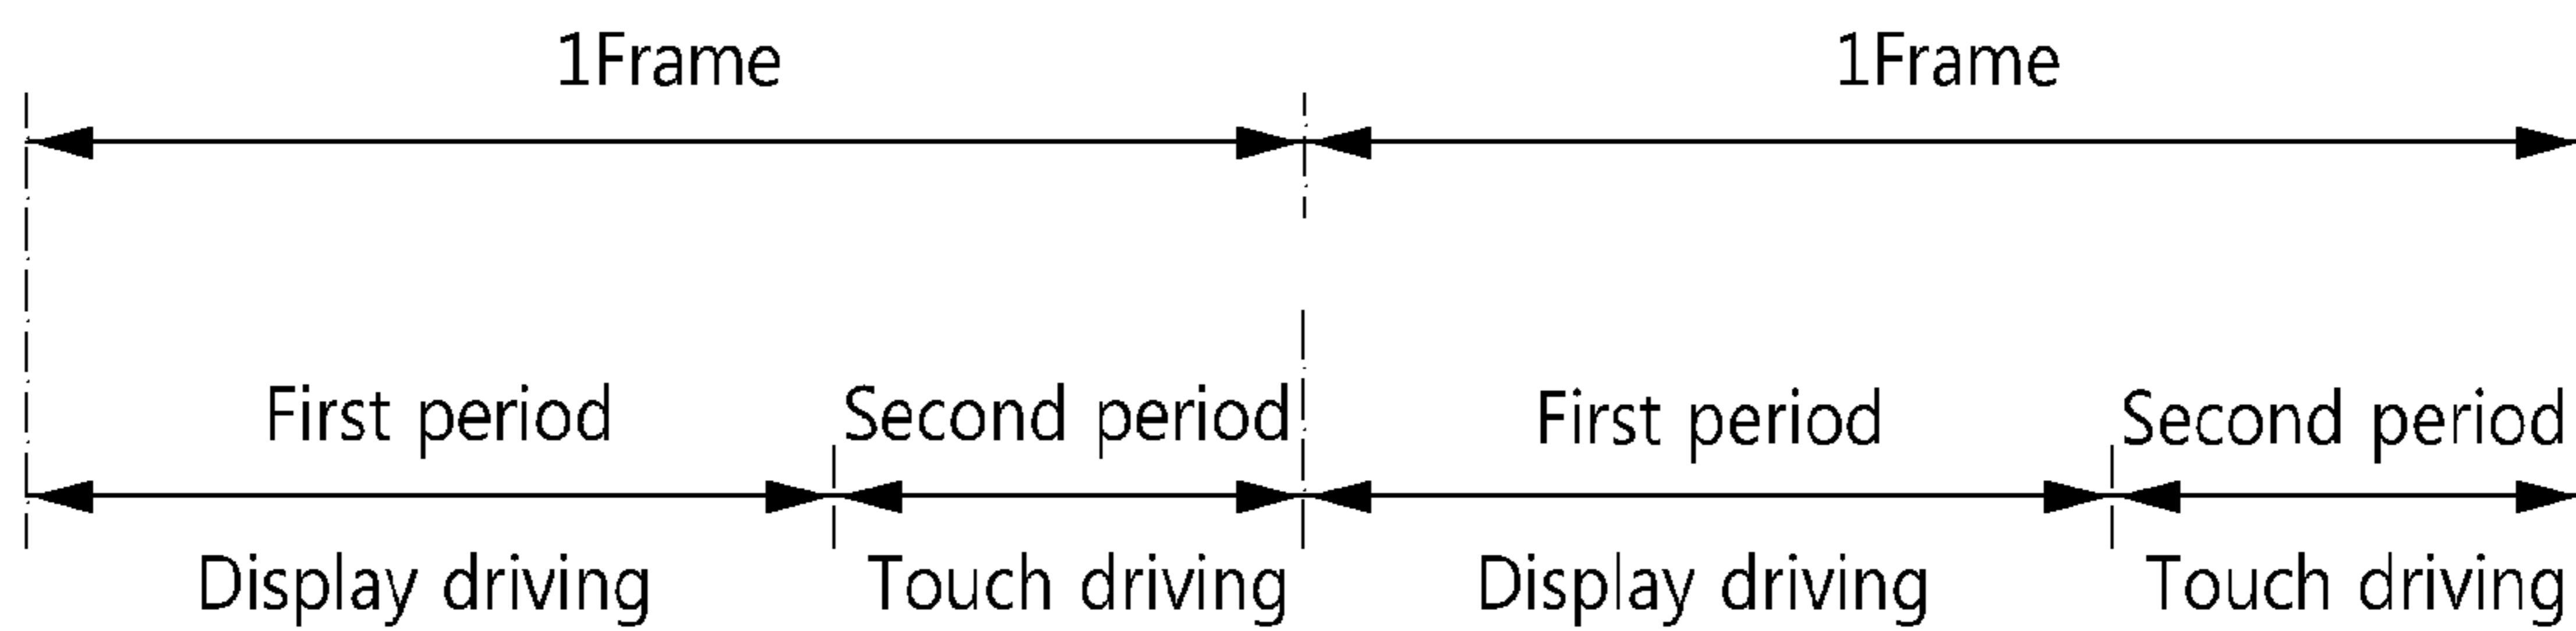 1Frame 1Frame
First period Second period First period Second period
Display driving Touch driving Display driving Touch driving